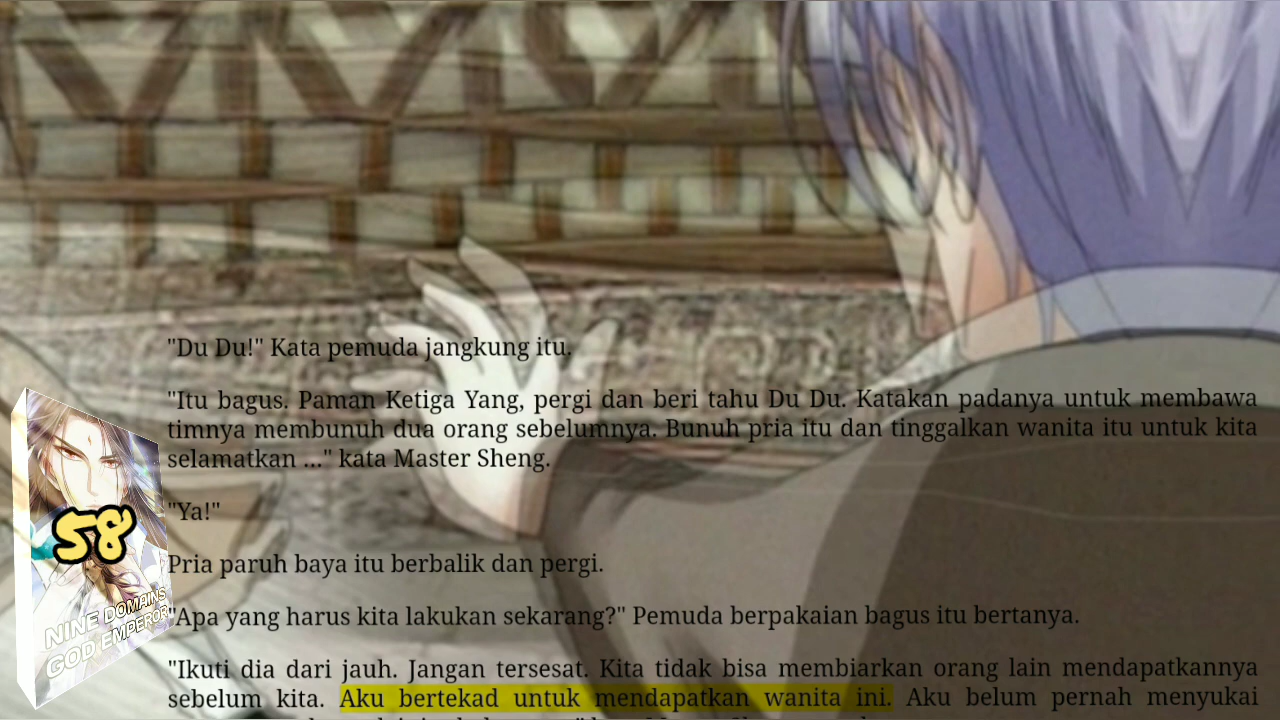 "Du Du!" Kata pemuda jangkung itu.
"Itu bagus. Paman Ketiga Yang, pergi dan beri tahu Du Du. Katakan padanya untuk membawa
timnya membunuh dua orang sebelumnya. Bunuh pria itu dan tinggalkan wanita itu untuk kita
selamatkan ..." kata Master Sheng.
"Ya!"
Pria paruh baya itu berbalik dan pergi.
"Apa yang harus kita lakukan sekarang?" Pemuda berpakaian bagus itu bertanya.
"Ikuti dia dari jauh. Jangan tersesat. Kita tidak bisa membiarkan orang lain mendapatkannya
sebelum kita. Aku bertekad untuk mendapatkan wanita ini. Aku belum pernah menyukai
58
NINE DOMAINS
GOD EMPEROR